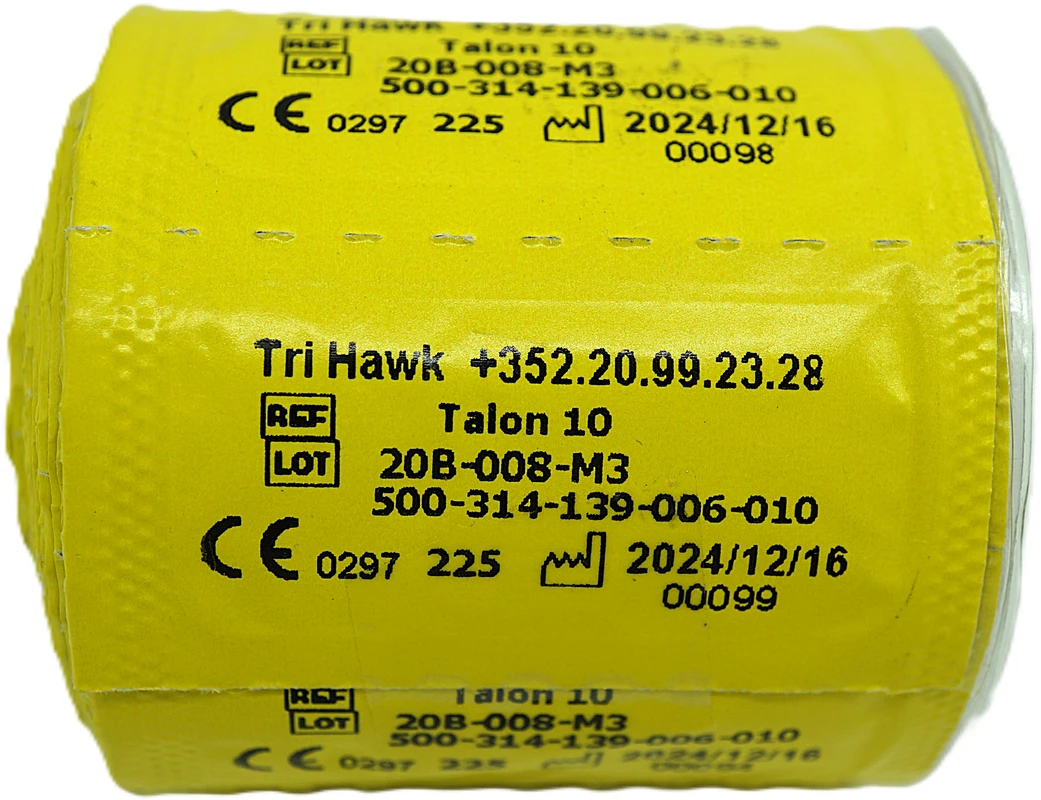 Tri Hawk +352.20.99.23.28
REF Talon 10
LOT 20B-008-M3
500-314-139-006-010
CE 0297 225 2024/12/16
00098
Tri Hawk +352.20.99.23.28
REF Talon 10
LOT 20B-008-M3
500-314-139-006-010
CE 0297 225 2024/12/16
00099
REF Talon 10
LOT 20B-008-M3
500-314-139-006-010
CE 0297 225 2024/12/16